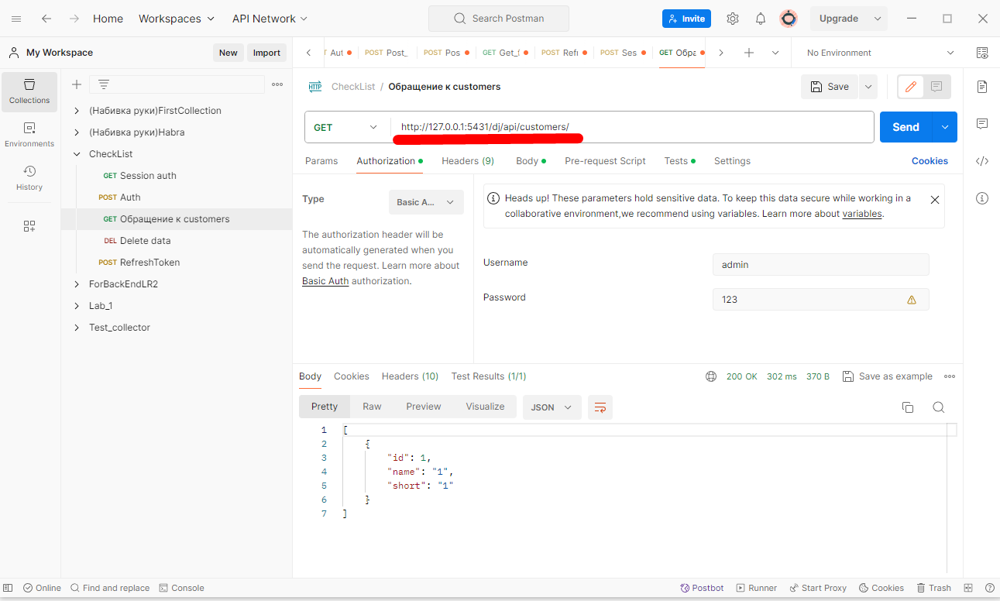 Home Workspaces API Network Search Postman Invite Upgrade
My Workspace New Import
Aut POST Post_ POST Pos GET Get_ POST Refi POST Ses GET Обра No Environment
HTTP CheckList / Обращение к customers Save
Collections
Environments
History
(Набивка руки)FirstCollection
(Набивка руки)Habra
CheckList
GET Session auth
POST Auth
GET Обращение к customers
DEL Delete data
POST RefreshToken
ForBackEndLR2
Lab_1
Test_collector
GET http://127.0.0.1:5431/dj/api/customers/ Send
Params Authorization Headers (9) Body Pre-request Script Tests Settings Cookies
Type Basic A...
The authorization header will be
automatically generated when you
send the request. Learn more about
Basic Auth authorization.
Heads up! These parameters hold sensitive data. To keep this data secure while working in a
collaborative environment,we recommend using variables. Learn more about variables.
Username admin
Password 123
Body Cookies Headers (10) Test Results (1/1) 200 OK 302 ms 370 B Save as example
Pretty Raw Preview Visualize JSON
1 [
2 {
3 "id": 1,
4 "name": "1",
5 "short": "1"
6 }
7 ]
Online Find and replace Console Postbot Runner Start Proxy Cookies Trash